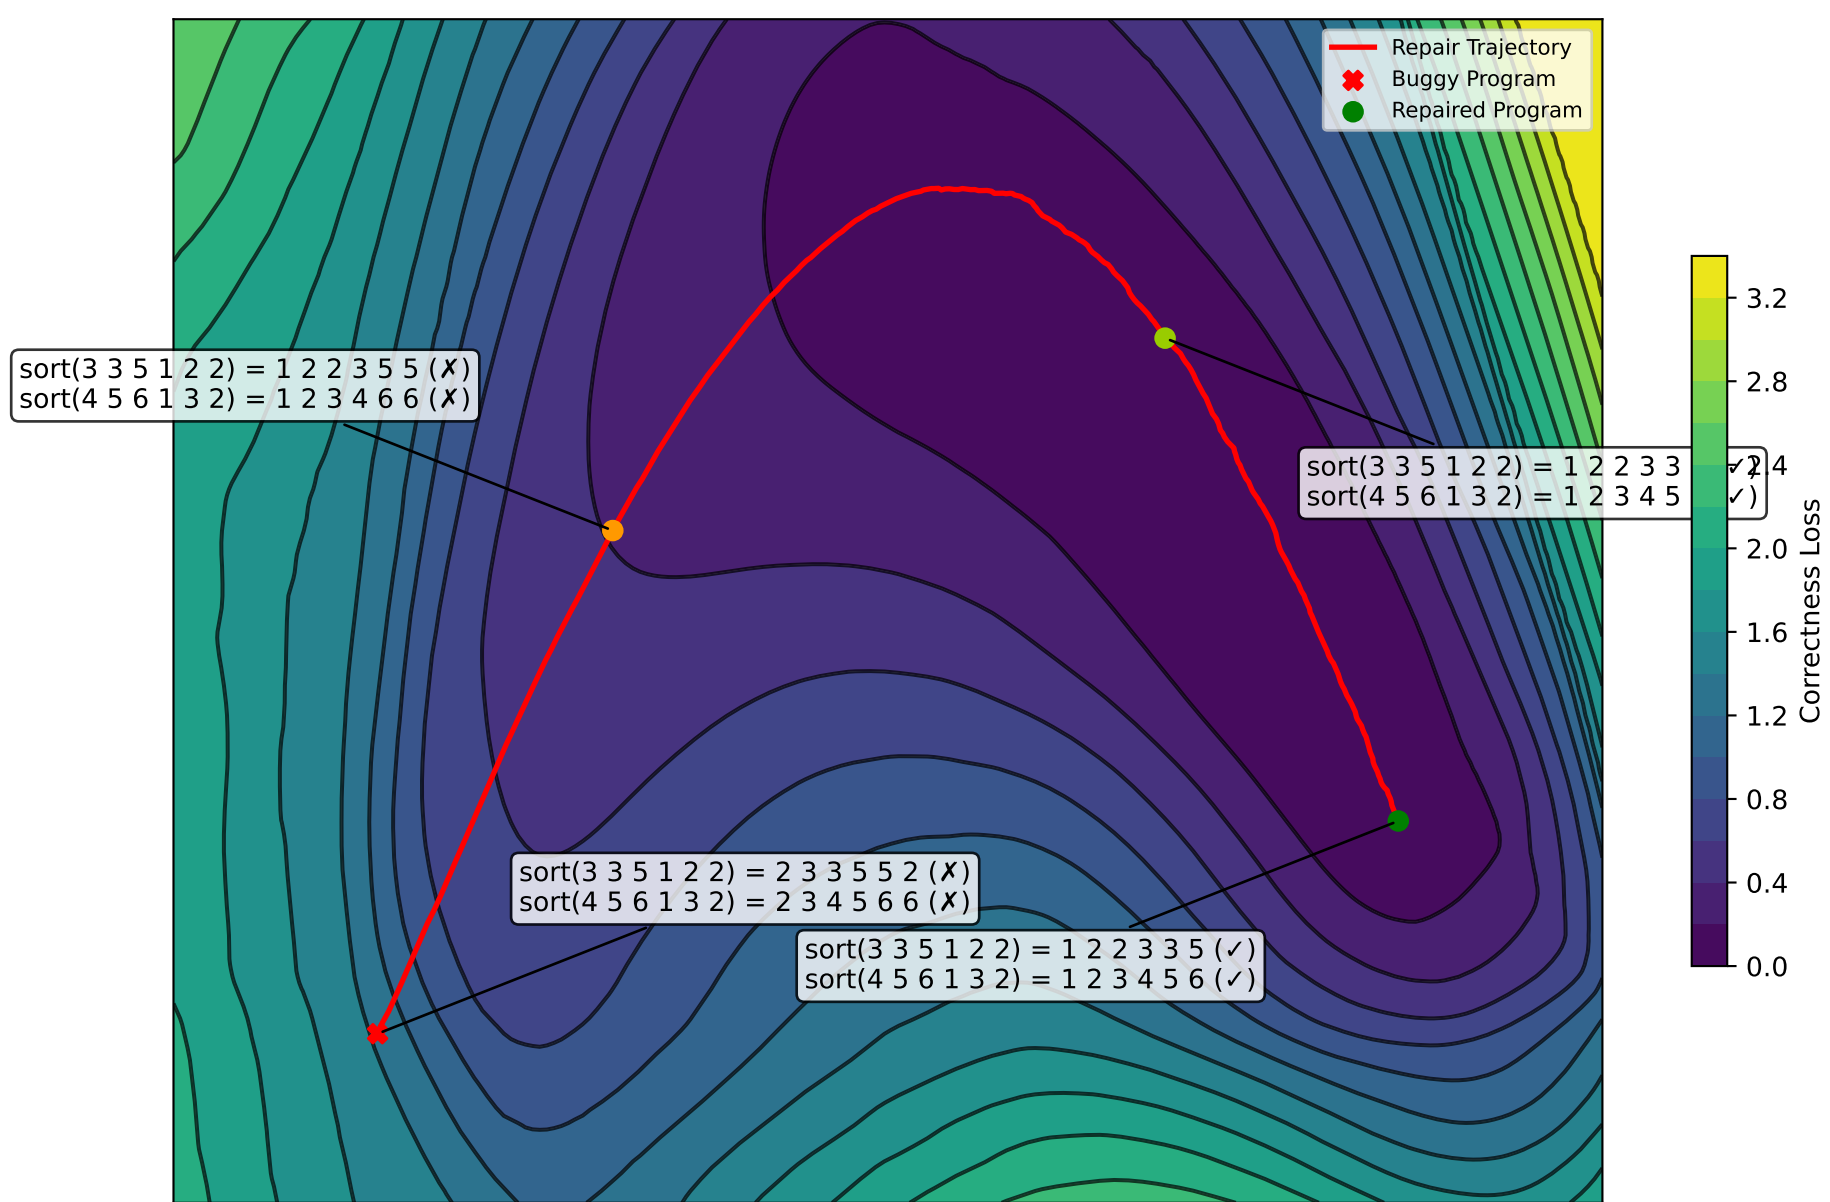 Repair Trajectory
Buggy Program
Repaired Program
sort(3 3 5 1 2 2) = 1 2 2 3 5 5 (✗)
sort(4 5 6 1 3 2) = 1 2 3 4 6 6 (✗)
sort(3 3 5 1 2 2) = 1 2 2 3 3 ✓)
sort(4 5 6 1 3 2) = 1 2 3 4 5 ✓)
sort(3 3 5 1 2 2) = 2 3 3 5 5 2 (✗)
sort(4 5 6 1 3 2) = 2 3 4 5 6 6 (✗)
sort(3 3 5 1 2 2) = 1 2 2 3 3 5 (✓)
sort(4 5 6 1 3 2) = 1 2 3 4 5 6 (✓)
3.2
2.8
2.4
2.0
1.6
1.2
0.8
0.4
0.0
Correctness Loss